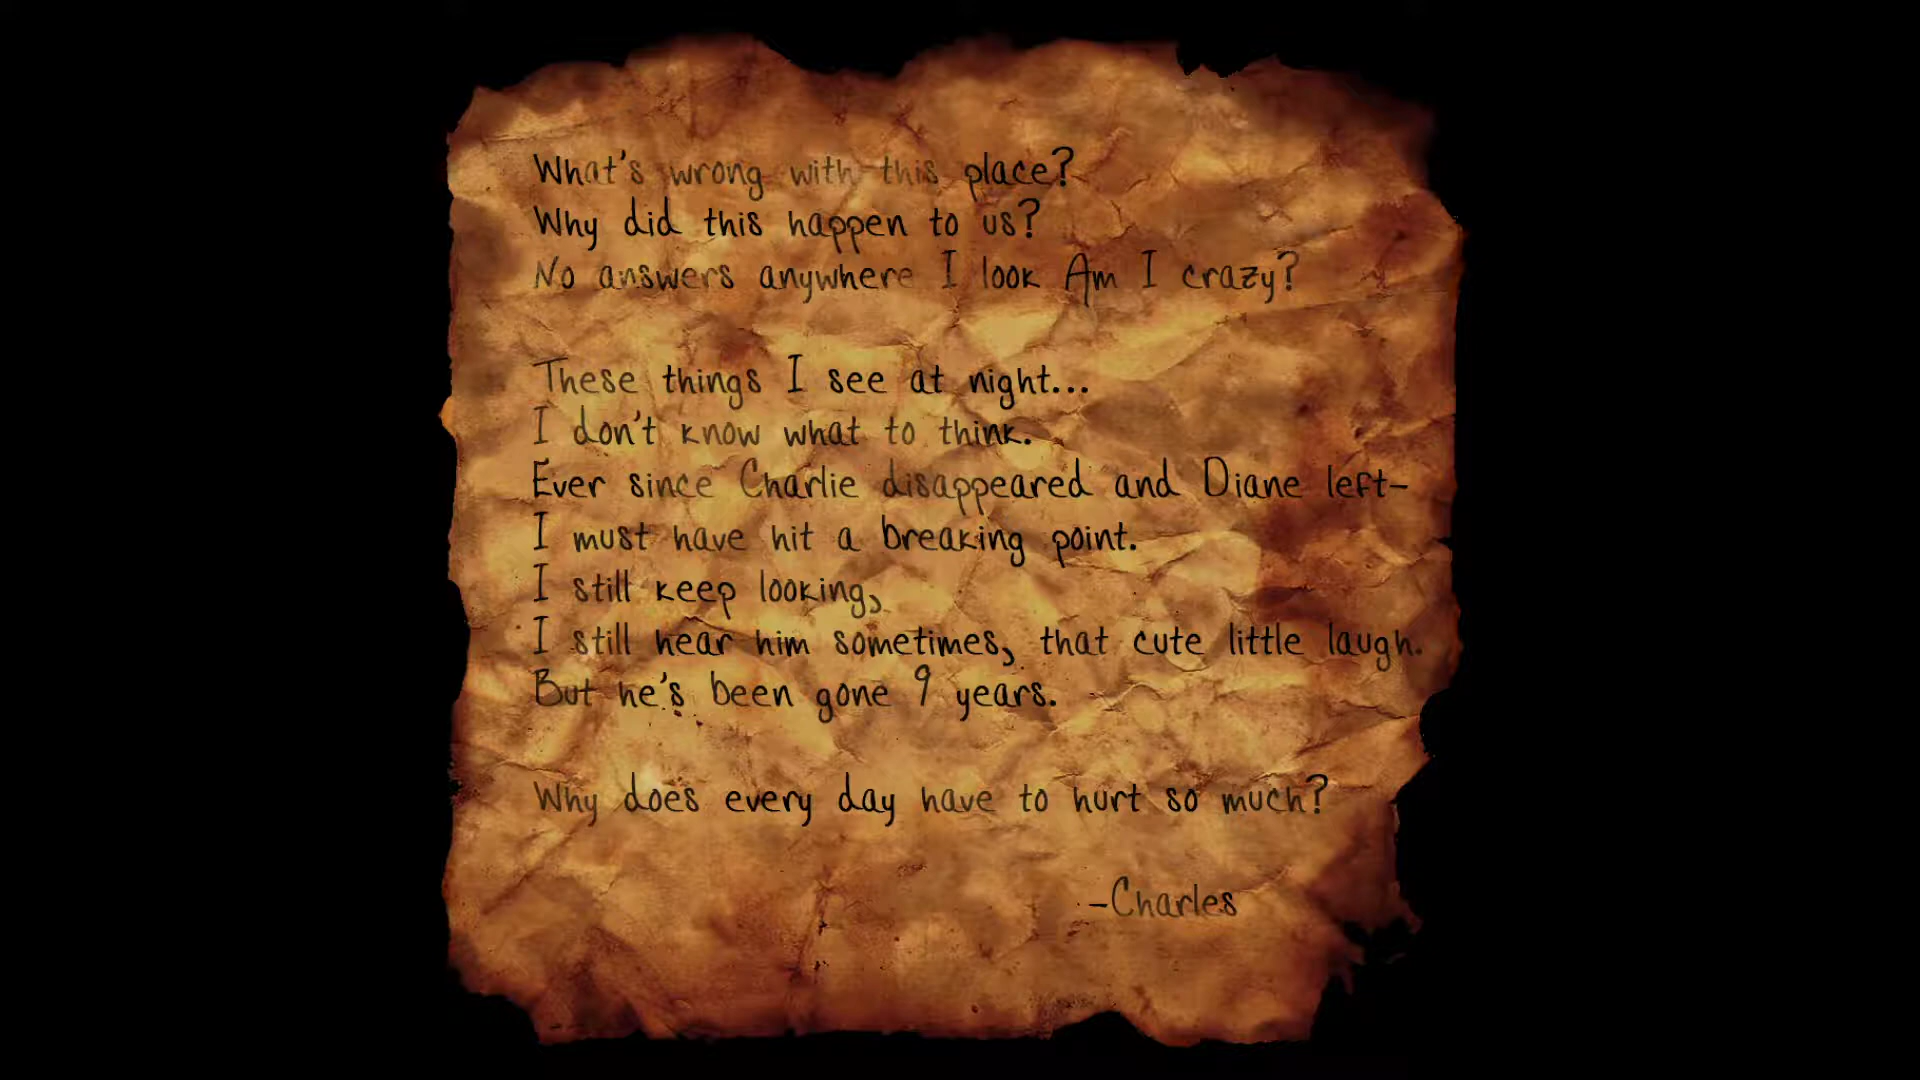 What's wrong with this place?
Why did this happen to us?
No answers anywhere I look Am I crazy?
These things I see at night...
I don't know what to think.
Ever since Charlie disappeared and Diane left-
I must have hit a breaking point.
I still keep looking,
I still hear him sometimes, that cute little laugh.
But he's been gone 9 years.
Why does every day have to hurt so much?
-Charles